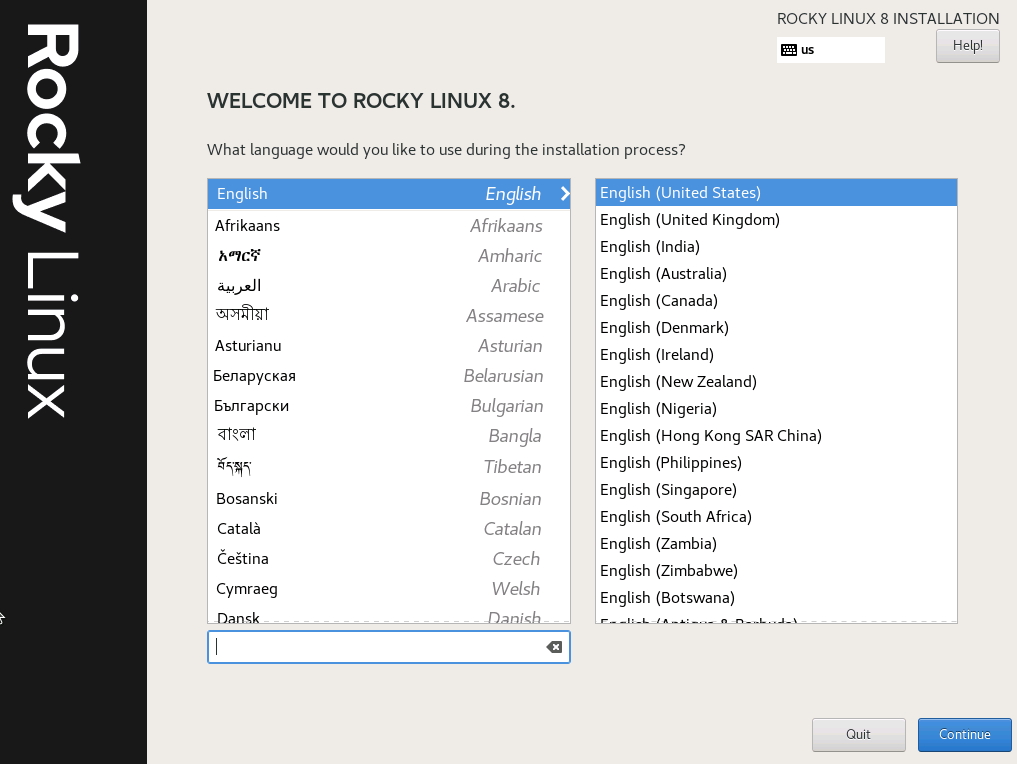 Rocky Linux
ROCKY LINUX 8 INSTALLATION
us
Help!
WELCOME TO ROCKY LINUX 8.
What language would you like to use during the installation process?
English English
Afrikaans Afrikaans
አማርኛ Amharic
العربية Arabic
অসমীয়া Assamese
Asturianu Asturian
Беларуская Belarusian
Български Bulgarian
বাংলা Bangla
བོད་སྐད་ Tibetan
Bosanski Bosnian
Català Catalan
Čeština Czech
Cymraeg Welsh
Dansk Danish
English (United States)
English (United Kingdom)
English (India)
English (Australia)
English (Canada)
English (Denmark)
English (Ireland)
English (New Zealand)
English (Nigeria)
English (Hong Kong SAR China)
English (Philippines)
English (Singapore)
English (South Africa)
English (Zambia)
English (Zimbabwe)
English (Botswana)
English (Antigua & Barbuda)
Quit
Continue